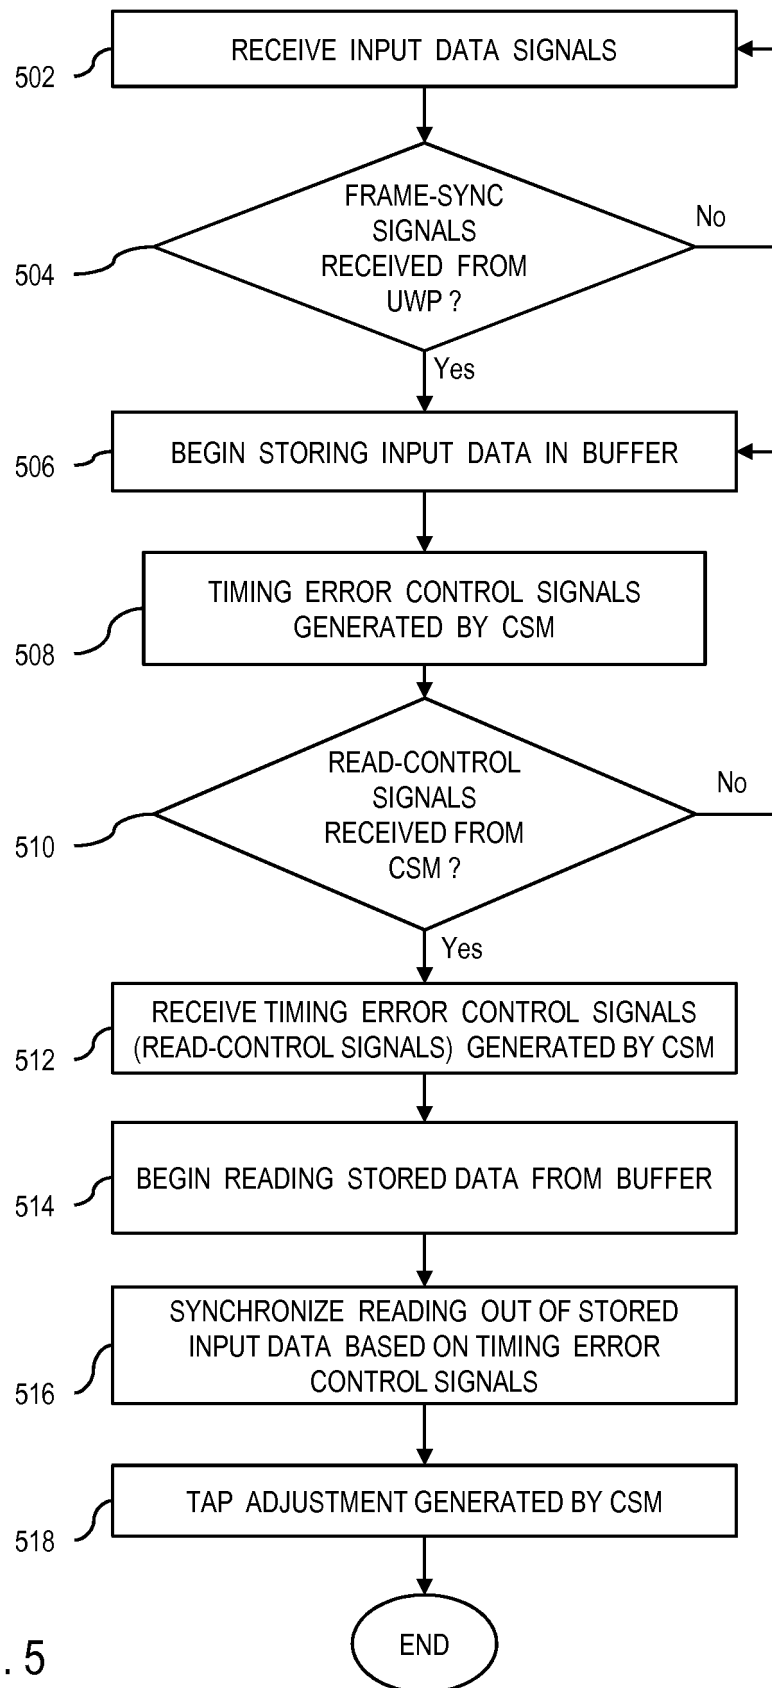 RECEIVE INPUT DATA SIGNALS
502
FRAME-SYNC
SIGNALS
RECEIVED FROM
UWP ?
No
504
Yes
BEGIN STORING INPUT DATA IN BUFFER
506
TIMING ERROR CONTROL SIGNALS
GENERATED BY CSM
508
READ-CONTROL
SIGNALS
RECEIVED FROM
CSM ?
No
510
Yes
RECEIVE TIMING ERROR CONTROL SIGNALS
(READ-CONTROL SIGNALS) GENERATED BY CSM
512
BEGIN READING STORED DATA FROM BUFFER
514
SYNCHRONIZE READING OUT OF STORED
INPUT DATA BASED ON TIMING ERROR
CONTROL SIGNALS
516
TAP ADJUSTMENT GENERATED BY CSM
518
END
. 5